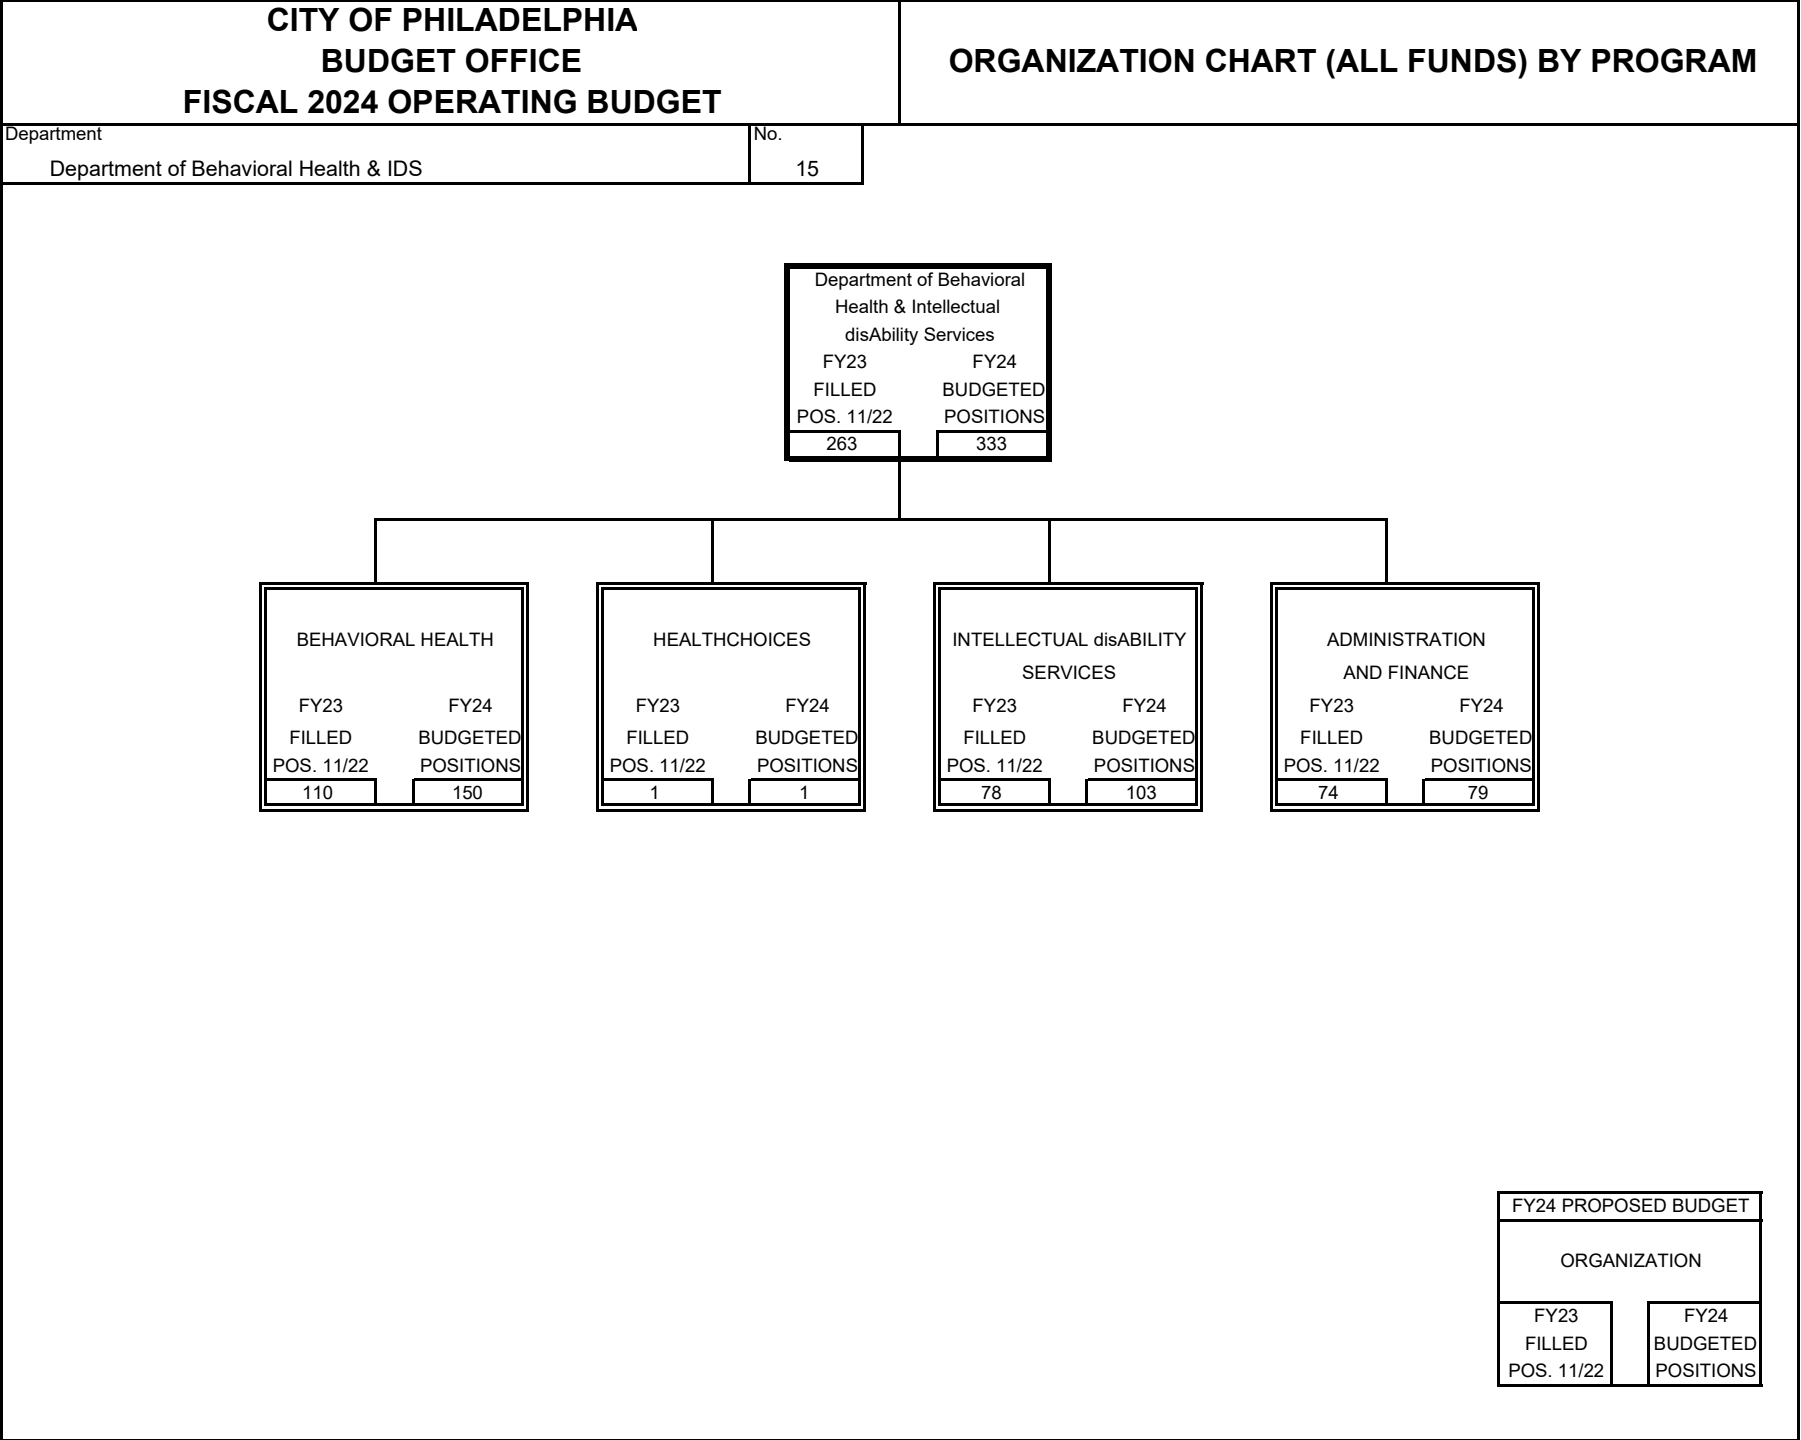 CITY OF PHILADELPHIA
BUDGET OFFICE
FISCAL 2024 OPERATING BUDGET
ORGANIZATION CHART (ALL FUNDS) BY PROGRAM
Department
No.
Department of Behavioral Health & IDS
15
Department of Behavioral
Health & Intellectual
disAbility Services
FY23 FY24
FILLED BUDGETED
POS. 11/22 POSITIONS
263 333
BEHAVIORAL HEALTH
FY23 FY24
FILLED BUDGETED
POS. 11/22 POSITIONS
110 150
HEALTHCHOICES
FY23 FY24
FILLED BUDGETED
POS. 11/22 POSITIONS
1 1
INTELLECTUAL disABILITY
SERVICES
FY23 FY24
FILLED BUDGETED
POS. 11/22 POSITIONS
78 103
ADMINISTRATION
AND FINANCE
FY23 FY24
FILLED BUDGETED
POS. 11/22 POSITIONS
74 79
FY24 PROPOSED BUDGET
ORGANIZATION
FY23 FY24
FILLED BUDGETED
POS. 11/22 POSITIONS